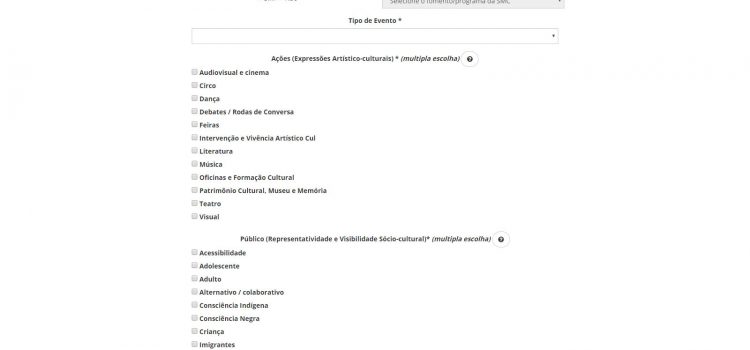 Selecione o fomento/programa da SMC
Tipo de Evento *
Ações (Expressões Artístico-culturais) * (multipla escolha)
Audiovisual e cinema
Circo
Dança
Debates / Rodas de Conversa
Feiras
Intervenção e Vivência Artístico Cul
Literatura
Música
Oficinas e Formação Cultural
Patrimônio Cultural, Museu e Memória
Teatro
Visual
Público (Representatividade e Visibilidade Sócio-cultural)* (multipla escolha)
Acessibilidade
Adolescente
Adulto
Alternativo / colaborativo
Consciência Indígena
Consciência Negra
Criança
Imigrantes